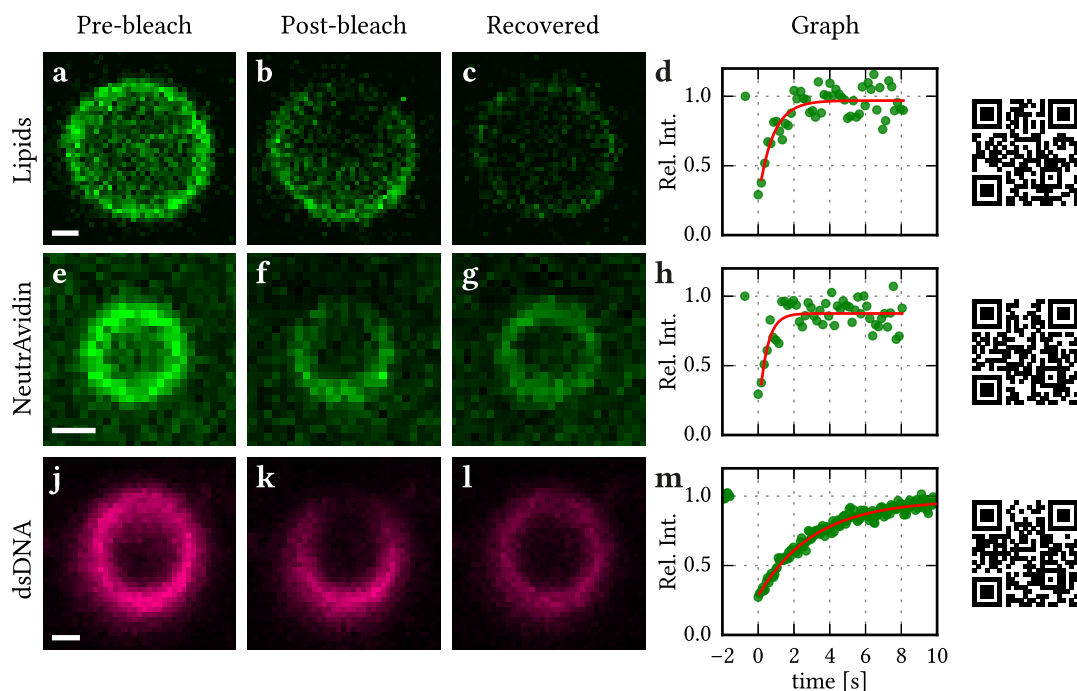 Pre-bleach Post-bleach Recovered Graph
Lipids
a b c d
Rel. Int.
1.0
0.5
0.0
NeutrAvidin
e f g h
Rel. Int.
1.0
0.5
0.0
dsDNA
j k l m
Rel. Int.
1.0
0.5
0.0
−2 0 2 4 6 8 10
time [s]